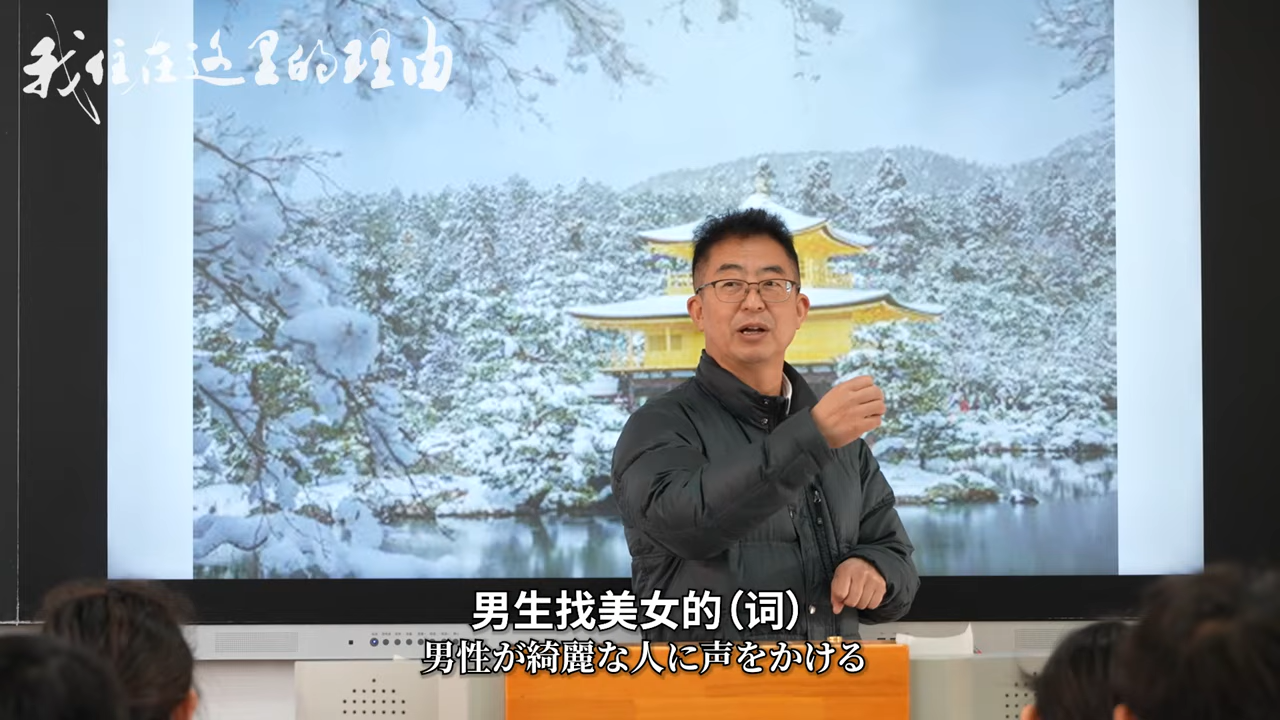 我住在这里的理由
男生找美女的（词）
男性が綺麗な人に声をかける